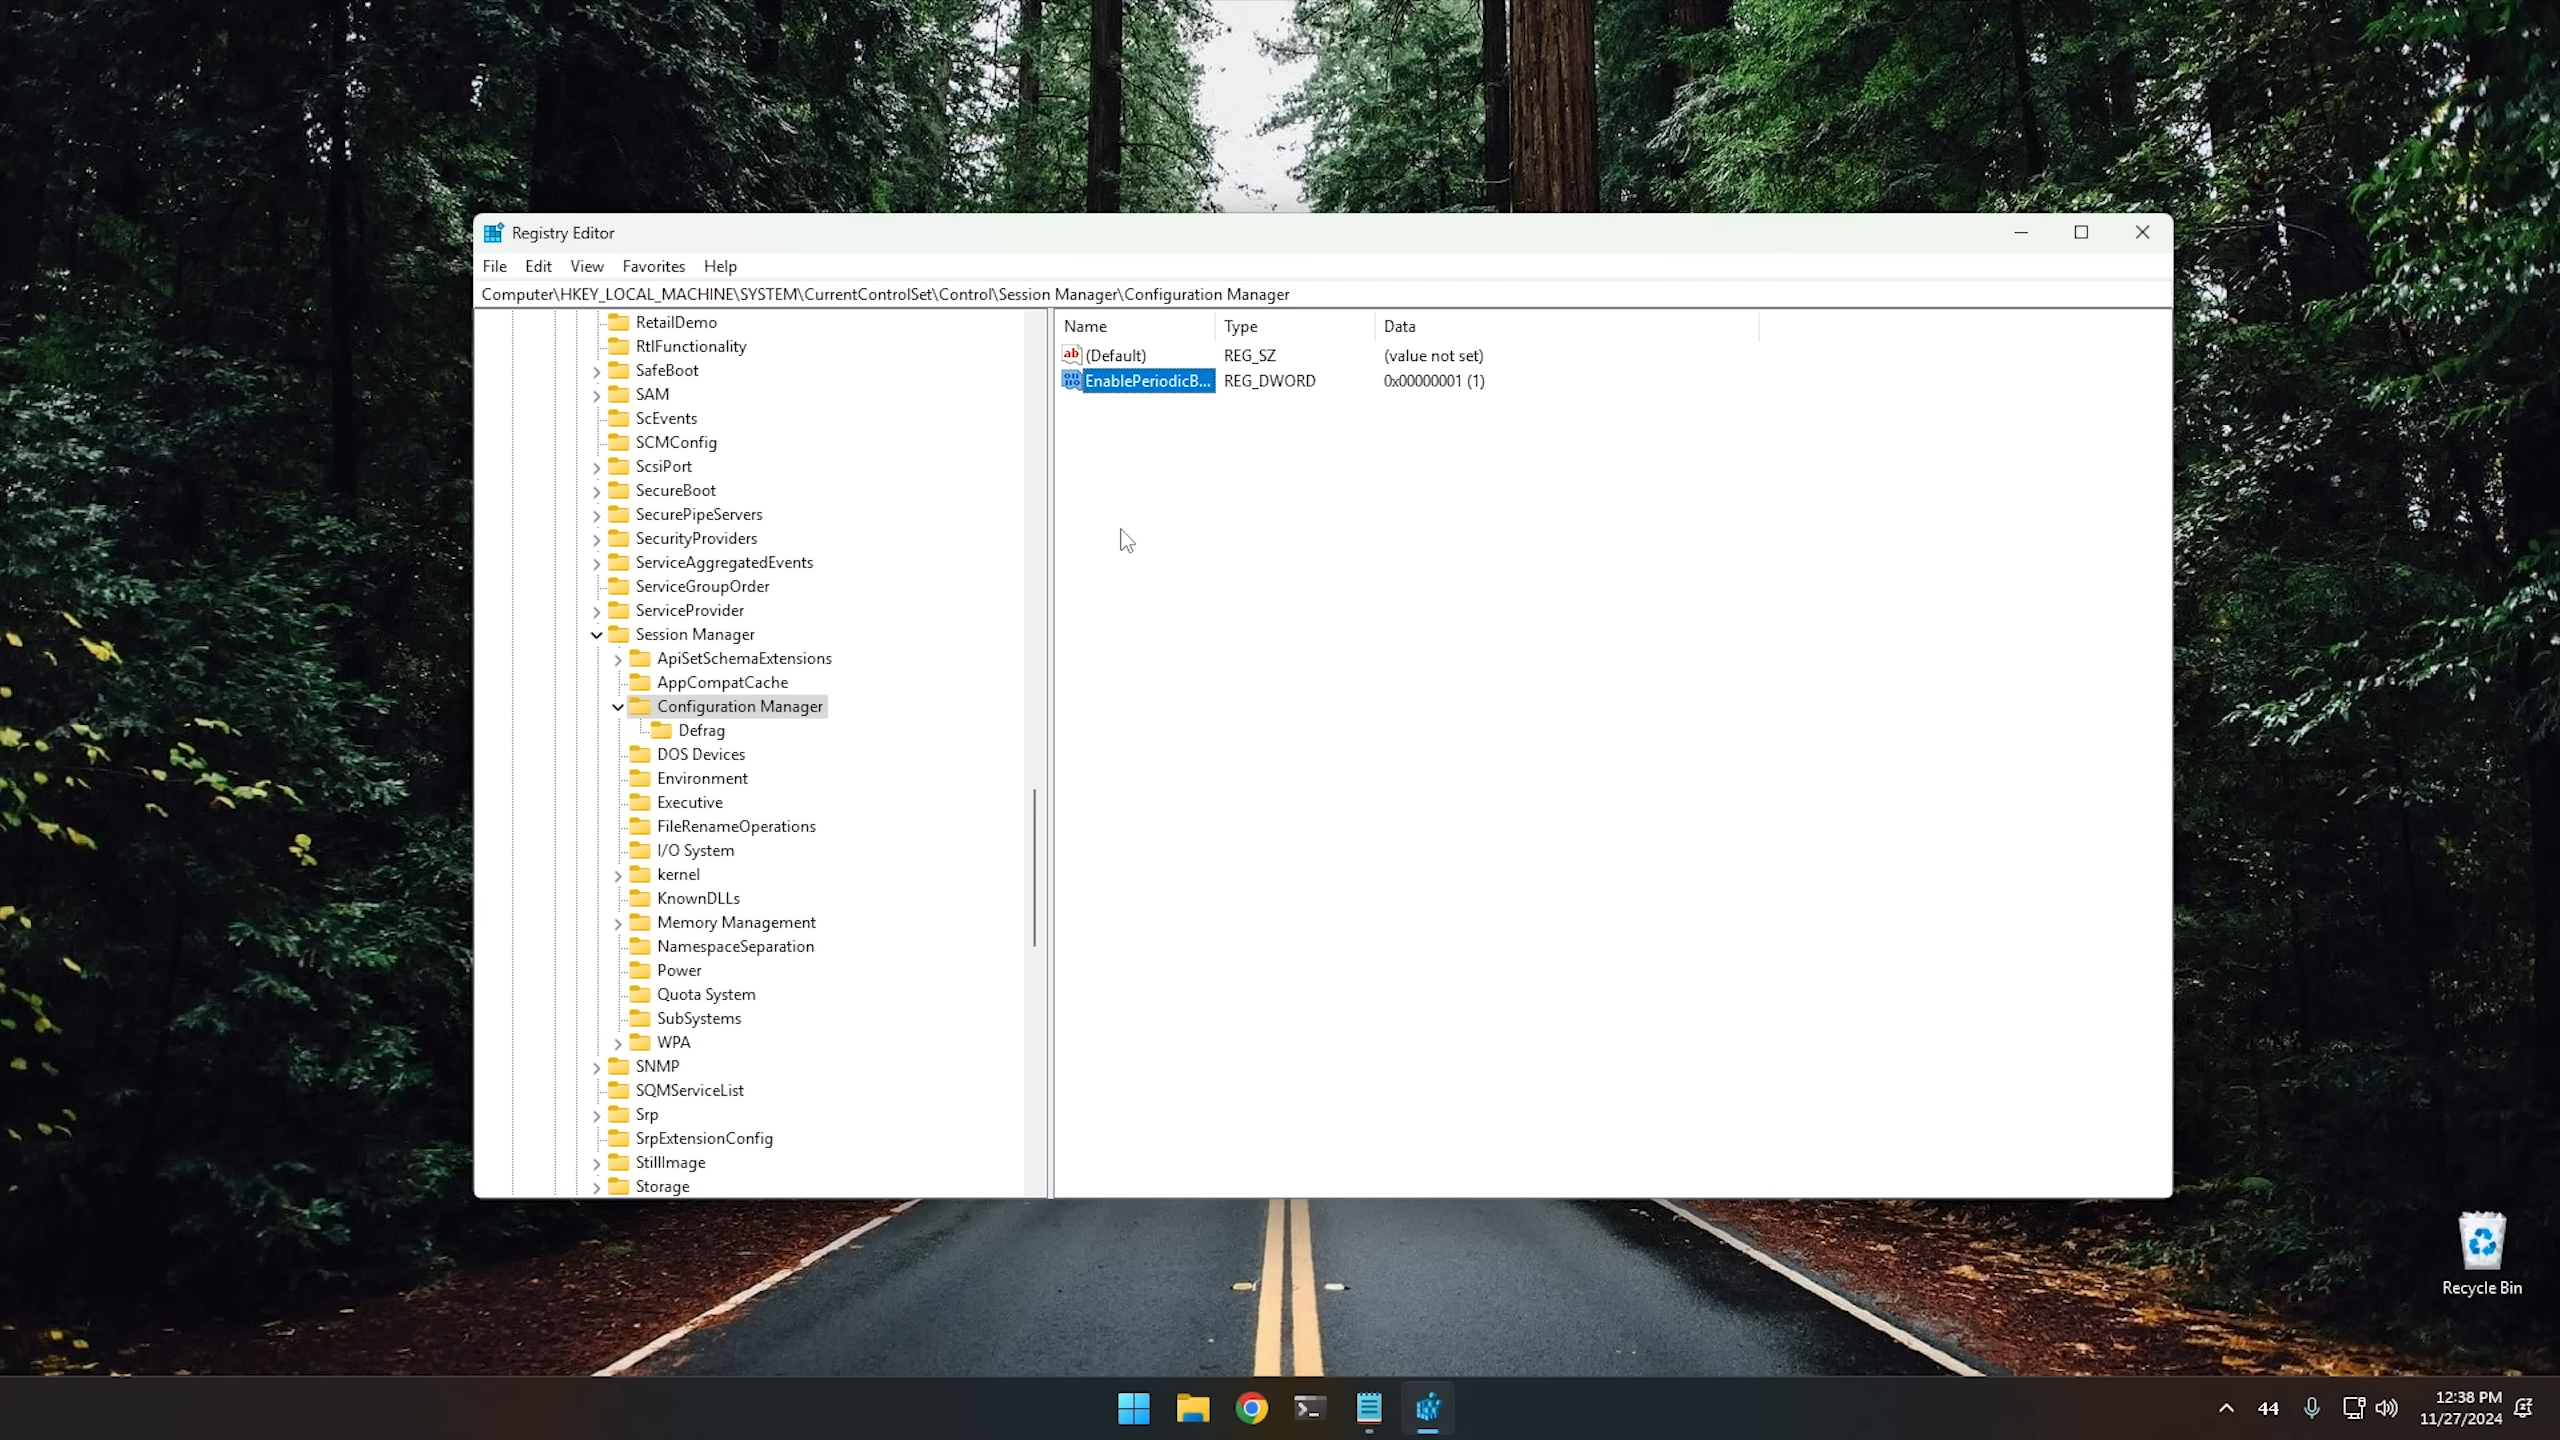 Registry Editor
File Edit View Favorites Help
Computer\HKEY_LOCAL_MACHINE\SYSTEM\CurrentControlSet\Control\Session Manager\Configuration Manager
RetailDemo
RtlFunctionality
SafeBoot
SAM
ScEvents
SCMConfig
ScsiPort
SecureBoot
SecurePipeServers
SecurityProviders
ServiceAggregatedEvents
ServiceGroupOrder
ServiceProvider
Session Manager
ApiSetSchemaExtensions
AppCompatCache
Configuration Manager
Defrag
DOS Devices
Environment
Executive
FileRenameOperations
I/O System
kernel
KnownDLLs
Memory Management
NamespaceSeparation
Power
Quota System
SubSystems
WPA
SNMP
SQMServiceList
Srp
SrpExtensionConfig
StillImage
Storage
Name Type Data
ab (Default) REG_SZ (value not set)
EnablePeriodicB... REG_DWORD 0x00000001 (1)
Recycle Bin
44
12:38 PM
11/27/2024